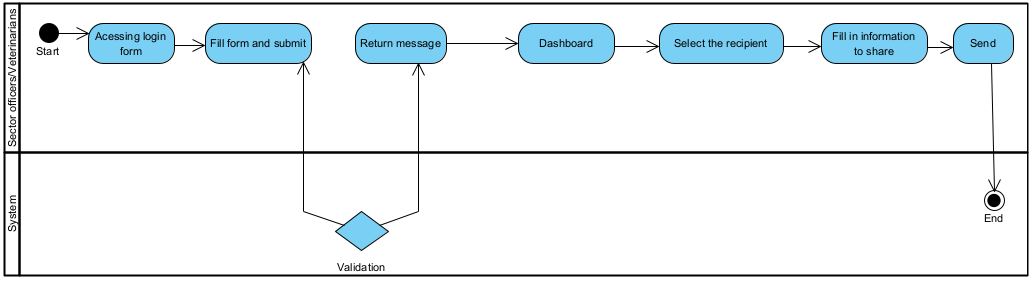 Sector officers/Veterinarians
Start
Acessing login
form
Fill form and submit
Return message
Dashboard
Select the recipient
Fill in information
to share
Send
System
Validation
End